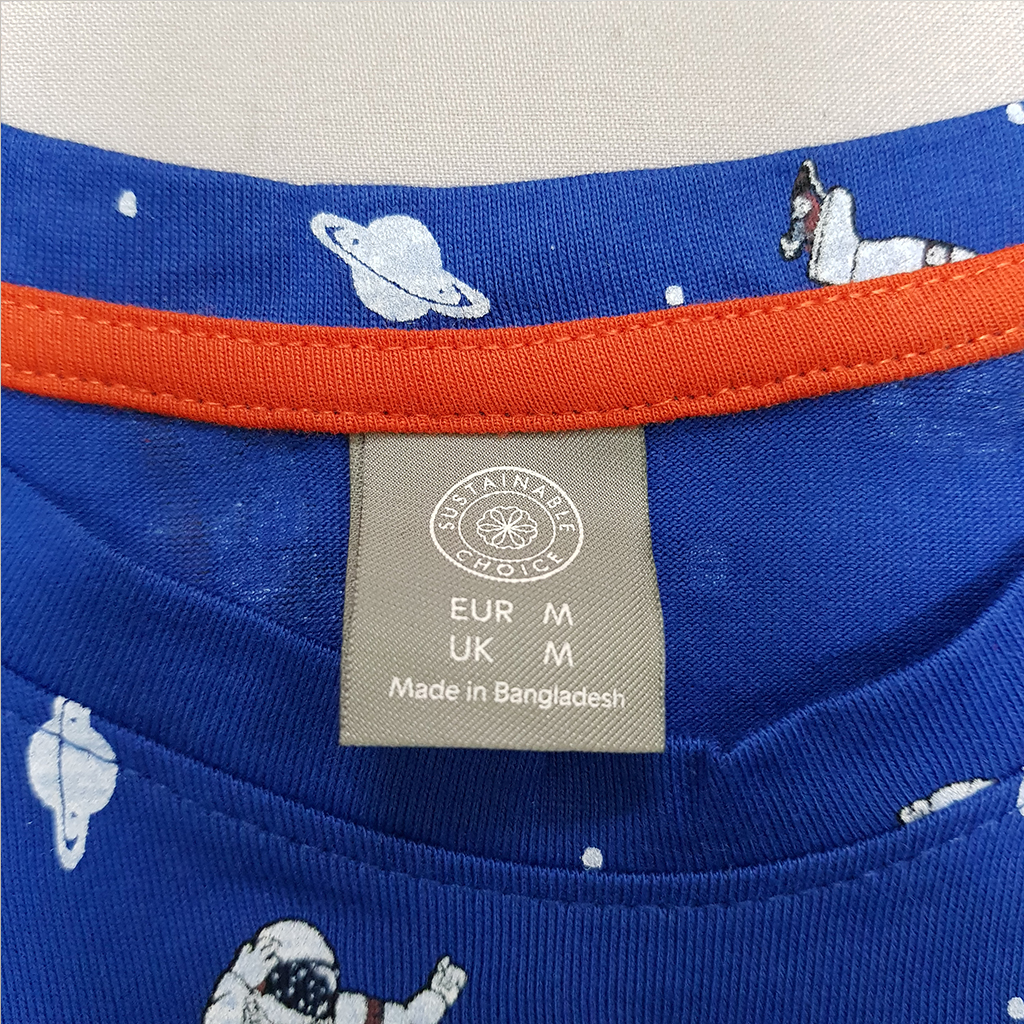 SUSTAINABLE
CHOICE
EUR M
UK M
Made in Bangladesh